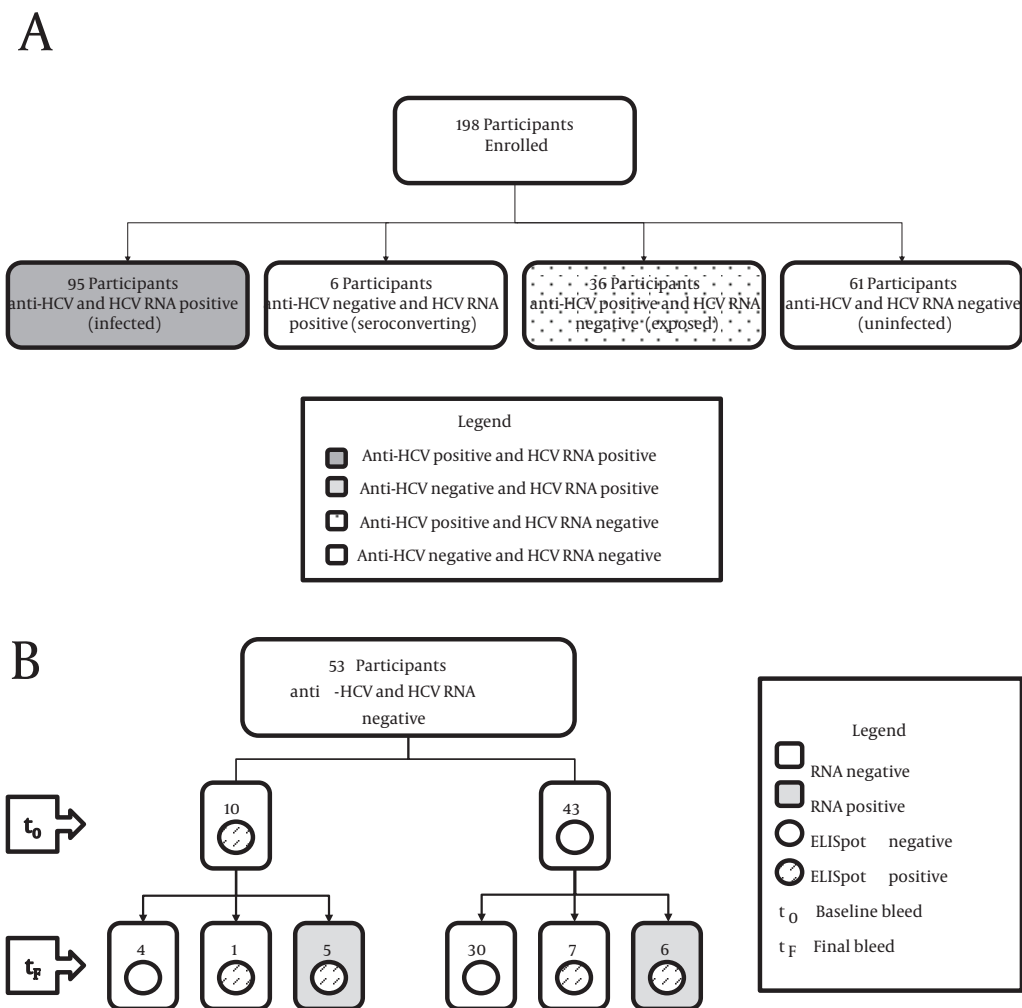 A
198 Participants
Enrolled
95 Participants
anti-HCV and HCV RNA positive
(infected)
6 Participants
anti-HCV negative and HCV RNA
positive (seroconverting)
36 Participants
anti-HCV positive and HCV RNA
negative (exposed)
61 Participants
anti-HCV and HCV RNA negative
(uninfected)
Legend
Anti-HCV positive and HCV RNA positive
Anti-HCV negative and HCV RNA positive
Anti-HCV positive and HCV RNA negative
Anti-HCV negative and HCV RNA negative
B
53 Participants
anti -HCV and HCV RNA
negative
t0
10
43
tF
4
1
5
30
7
6
Legend
RNA negative
RNA positive
ELISpot negative
ELISpot positive
t0 Baseline bleed
tF Final bleed